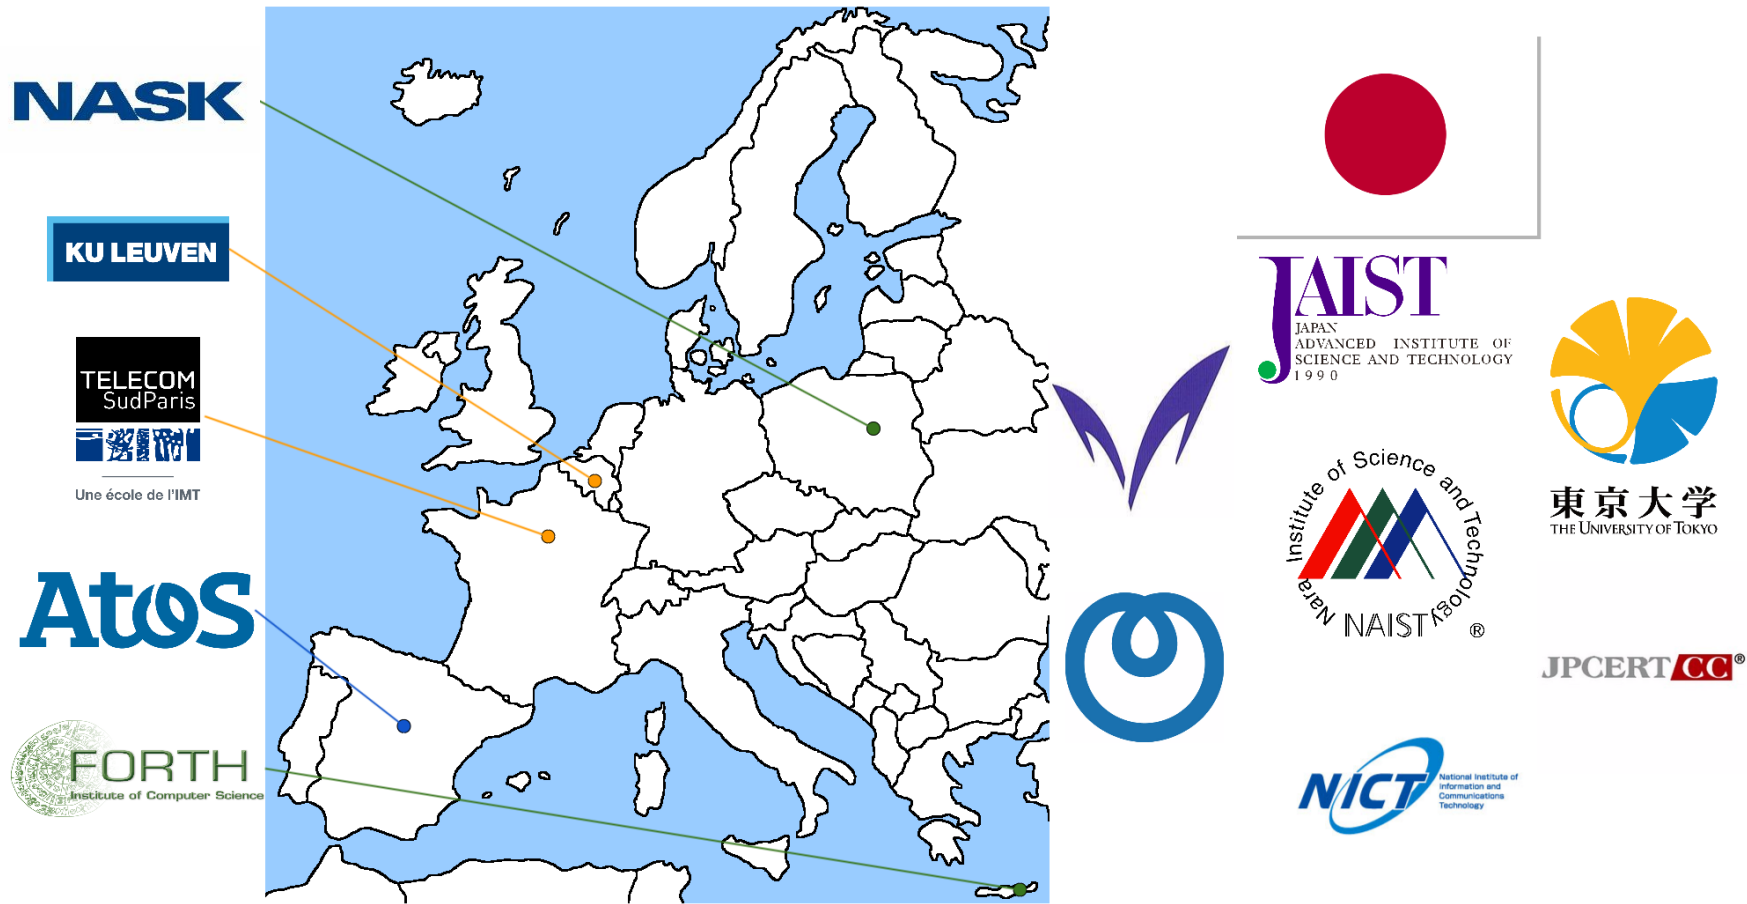 NASK
KU LEUVEN
TELECOM
SudParis
Une école de l'IMT
Atos
FORTH
Institute of Computer Science
JAIST
JAPAN
ADVANCED INSTITUTE OF
SCIENCE AND TECHNOLOGY
1990
東京大学
THE UNIVERSITY OF TOKYO
Nara Institute of Science and Technology
NAIST ®
JPCERT CC ®
NICT
National Institute of
Information and
Communications
Technology